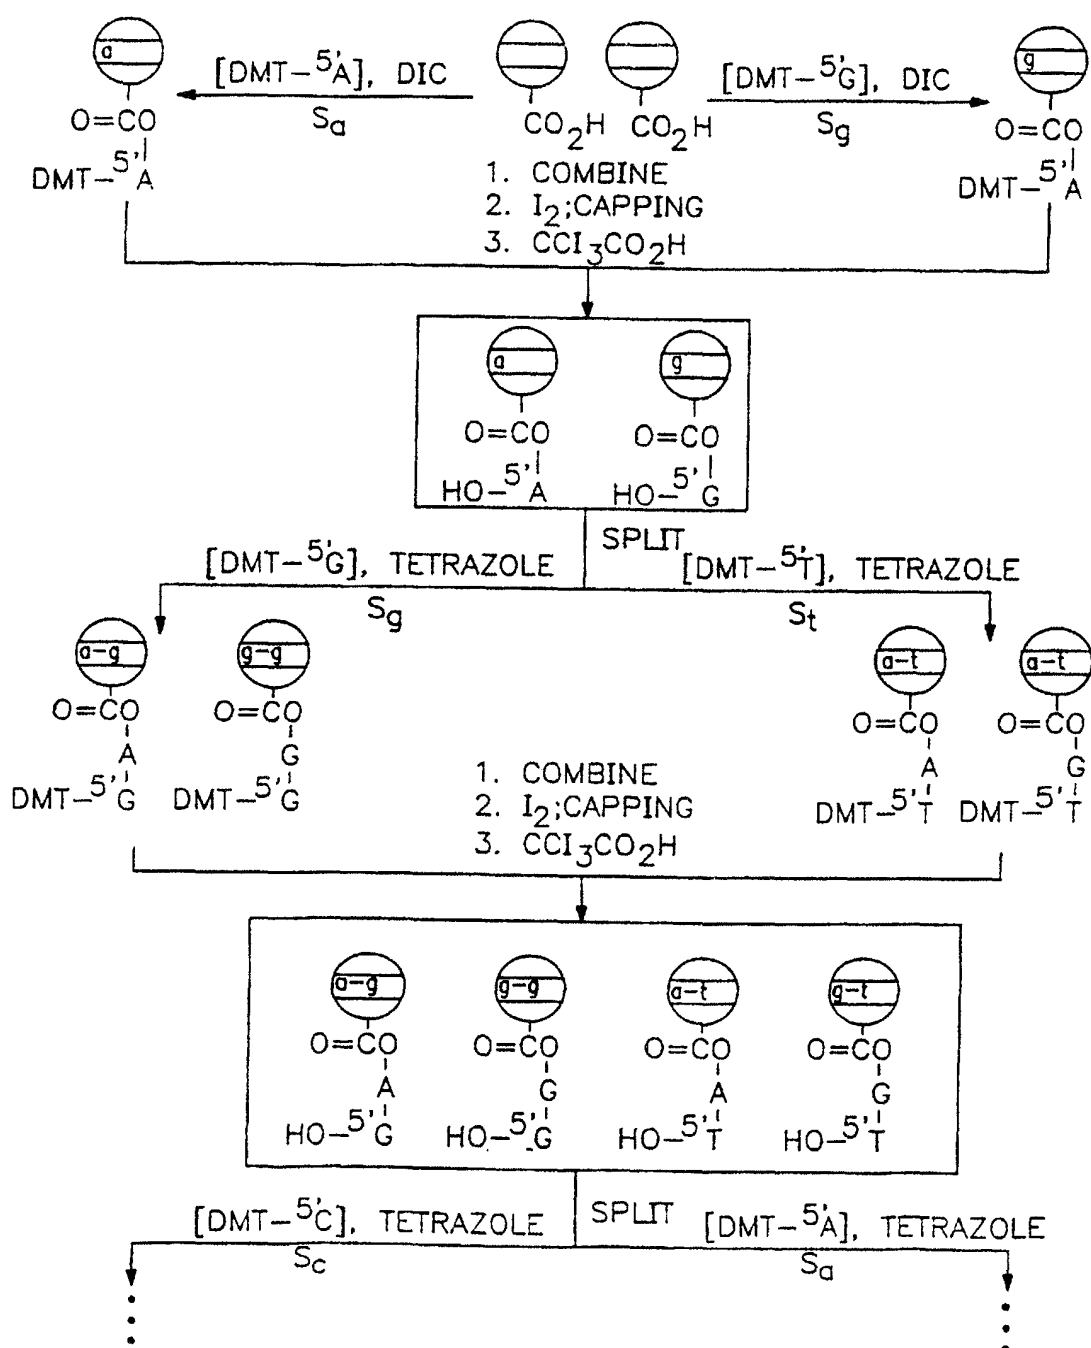 a
[DMT-5'A], DIC
Sa
[DMT-5'G], DIC
Sg
g
CO2H CO2H
O=CO
DMT-5'A
O=CO
DMT-5'A
1. COMBINE
2. I2;CAPPING
3. CCl3CO2H
a g
O=CO O=CO
HO-5'A HO-5'G
SPLIT
[DMT-5'G], TETRAZOLE
Sg
[DMT-5'T], TETRAZOLE
St
a-g g-g a-t a-t
O=CO O=CO O=CO O=CO
A G A G
DMT-5'G DMT-5'G DMT-5'T DMT-5'T
1. COMBINE
2. I2;CAPPING
3. CCl3CO2H
a-g g-g a-t g-t
O=CO O=CO O=CO O=CO
A G A G
HO-5'G HO-5'G HO-5'T HO-5'T
SPLIT
[DMT-5'C], TETRAZOLE
Sc
[DMT-5'A], TETRAZOLE
Sa